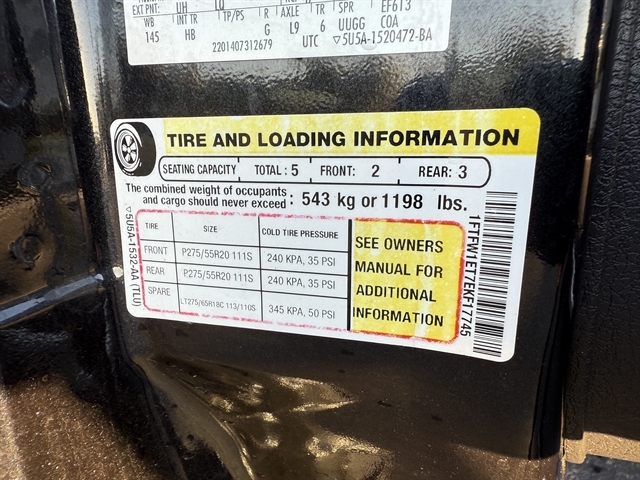 EXT PNT: UH UQ EF613
WB INT TR TP/PS R AXLE TR SPR COA
145 HB G L9 6 UUGG
2201407312679 UTC ▽5U5A-1520472-BA
TIRE AND LOADING INFORMATION
SEATING CAPACITY TOTAL : 5 FRONT: 2 REAR: 3
The combined weight of occupants
and cargo should never exceed : 543 kg or 1198 lbs.
TIRE SIZE COLD TIRE PRESSURE
FRONT P275/55R20 111S 240 KPA, 35 PSI
REAR P275/55R20 111S 240 KPA, 35 PSI
SPARE LT275/65R18C 113/110S 345 KPA, 50 PSI
SEE OWNERS
MANUAL FOR
ADDITIONAL
INFORMATION
▽5U5A-1532-AA (TLU)
1FTFW1ET7EKF17745